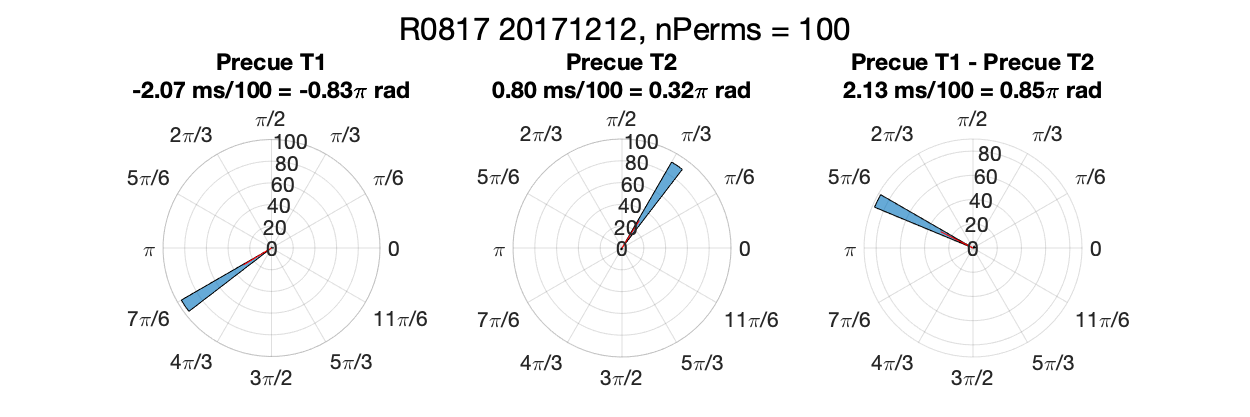 R0817 20171212, nPerms = 100
Precue T1
-2.07 ms/100 = -0.83π rad
π/2
2π/3
π/3
5π/6
π/6
π
0
7π/6
11π/6
4π/3
5π/3
3π/2
100
80
60
40
20
0
Precue T2
0.80 ms/100 = 0.32π rad
π/2
2π/3
π/3
5π/6
π/6
π
0
7π/6
11π/6
4π/3
5π/3
3π/2
100
80
60
40
20
0
Precue T1 - Precue T2
2.13 ms/100 = 0.85π rad
π/2
2π/3
π/3
5π/6
π/6
π
0
7π/6
11π/6
4π/3
5π/3
3π/2
80
60
40
20
0